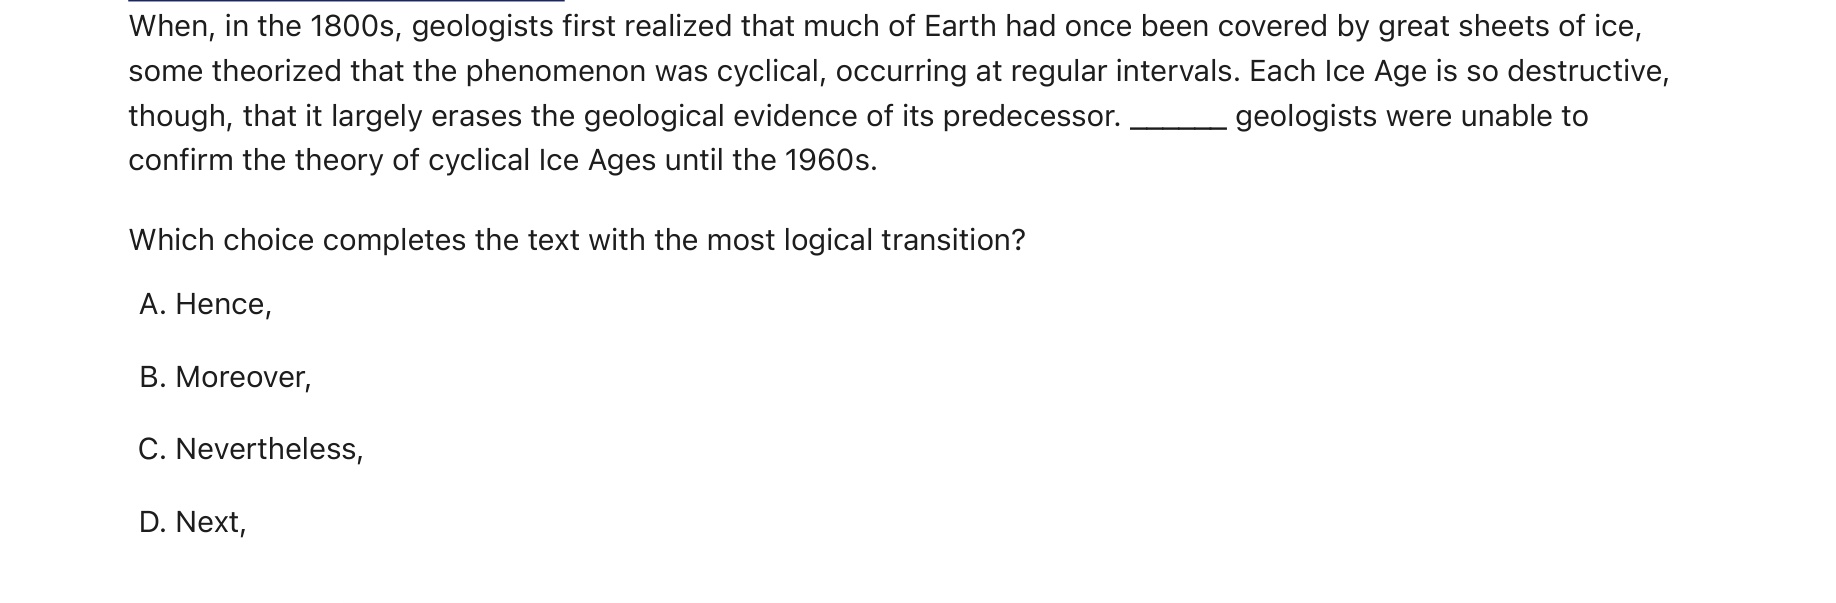 When, in the 1800s, geologists first realized that much of Earth had once been covered by great sheets of ice,
some theorized that the phenomenon was cyclical, occurring at regular intervals. Each Ice Age is so destructive,
though, that it largely erases the geological evidence of its predecessor. ______ geologists were unable to
confirm the theory of cyclical Ice Ages until the 1960s.
Which choice completes the text with the most logical transition?
A. Hence,
B. Moreover,
C. Nevertheless,
D. Next,